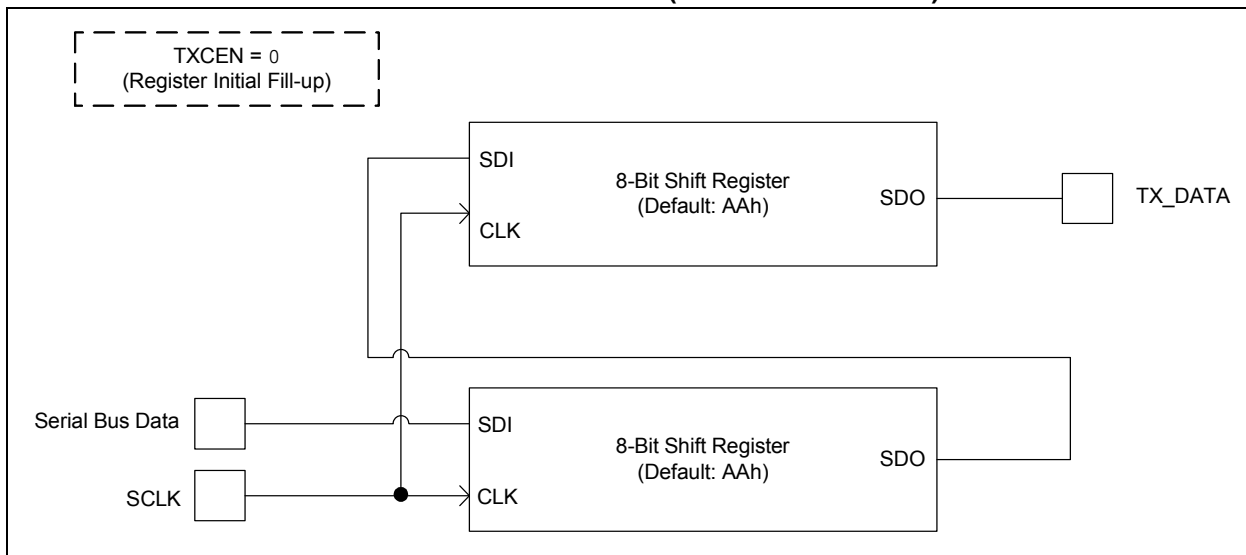 TXCEN = 0
(Register Initial Fill-up)
SDI
8-Bit Shift Register
(Default: AAh)
SDO
CLK
TX_DATA
Serial Bus Data
SDI
8-Bit Shift Register
(Default: AAh)
SDO
SCLK
CLK